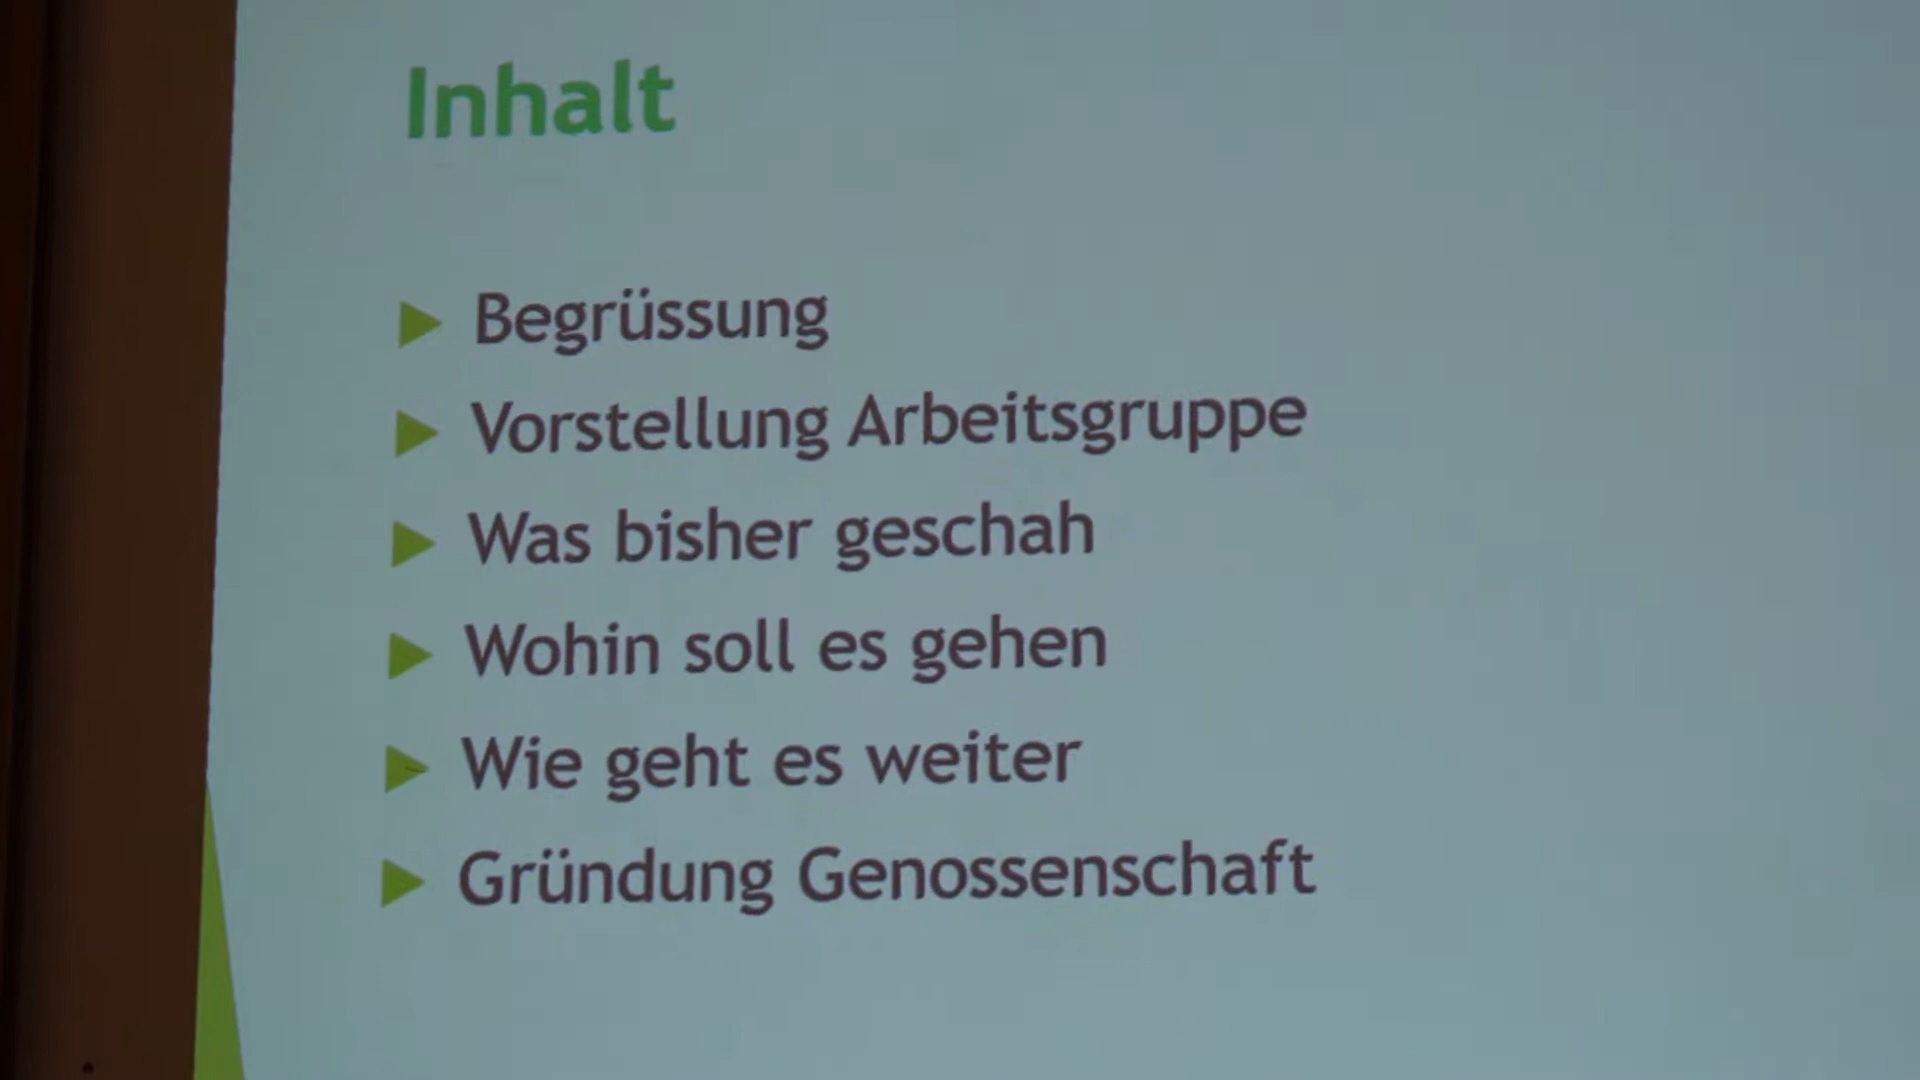 Inhalt
Begrüssung
Vorstellung Arbeitsgruppe
Was bisher geschah
Wohin soll es gehen
Wie geht es weiter
Gründung Genossenschaft